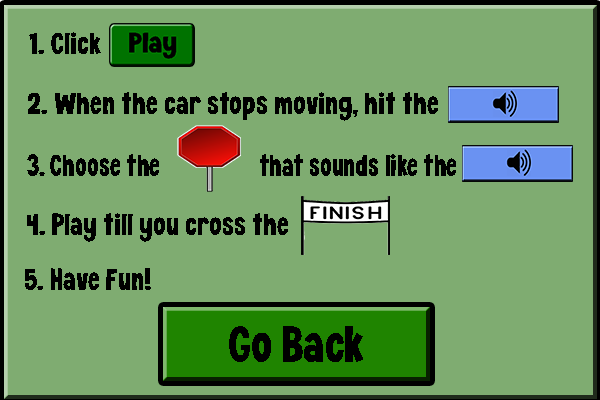 1. Click Play
2. When the car stops moving, hit the
3. Choose the that sounds like the
4. Play till you cross the FINISH
5. Have Fun!
Go Back